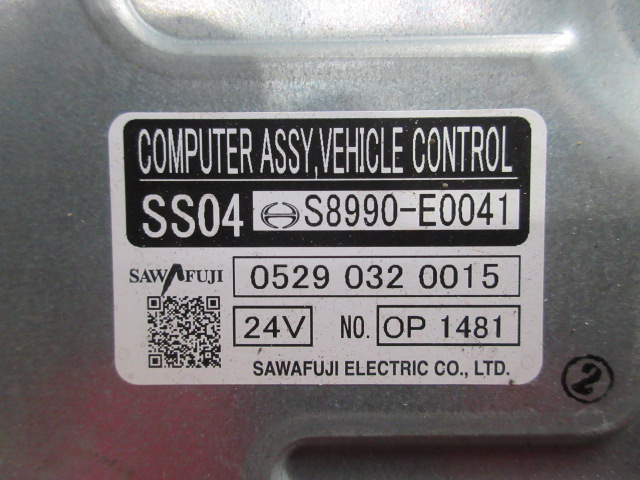 COMPUTER ASSY,VEHICLE CONTROL
SS04 S8990-E0041
SAWAFUJI 0529 032 0015
24V NO. OP 1481
SAWAFUJI ELECTRIC CO., LTD.
2